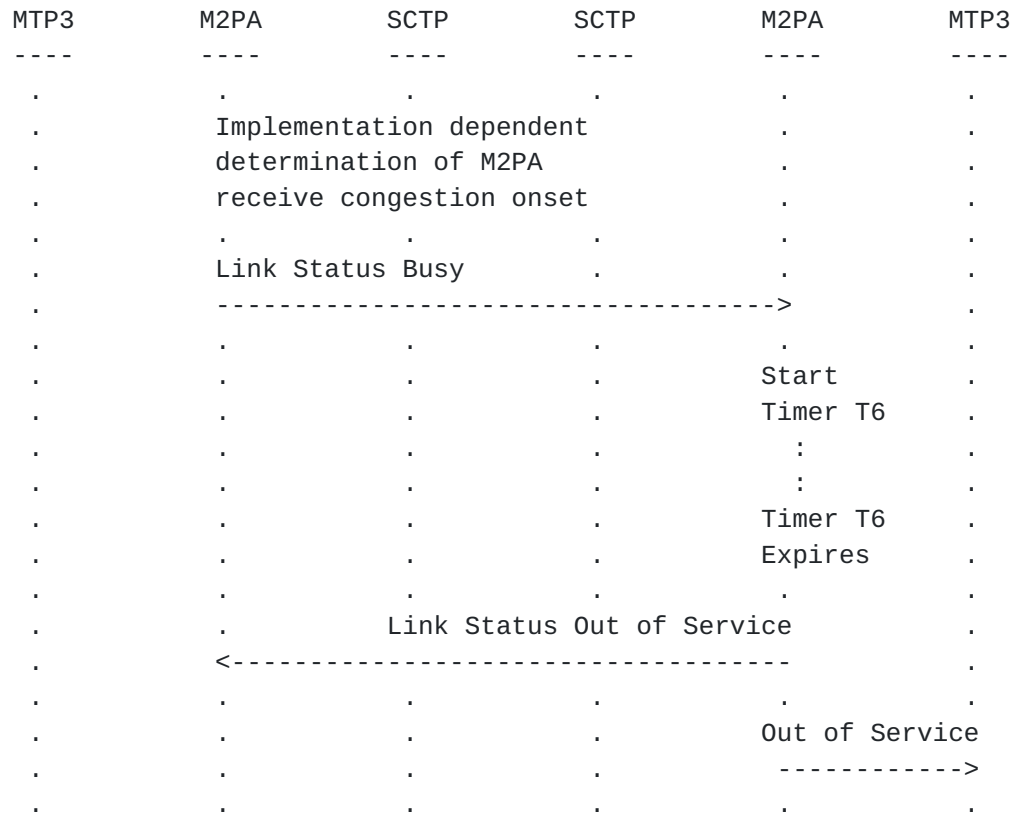 MTP3        M2PA        SCTP        SCTP        M2PA        MTP3
----        ----        ----        ----        ----        ----
 .           .           .           .           .           .
 .           Implementation dependent            .           .
 .           determination of M2PA               .           .
 .           receive congestion onset            .           .
 .           .           .           .           .           .
 .           Link Status Busy        .           .           .
 .           ------------------------------------>           .
 .           .           .           .           .           .
 .           .           .           .          Start        .
 .           .           .           .          Timer T6     .
 .           .           .           .            :          .
 .           .           .           .            :          .
 .           .           .           .          Timer T6     .
 .           .           .           .          Expires      .
 .           .           .           .           .           .
 .           .          Link Status Out of Service           .
 .           <------------------------------------           .
 .           .           .           .           .           .
 .           .           .           .          Out of Service
 .           .           .           .           ------------>
 .           .           .           .           .           .